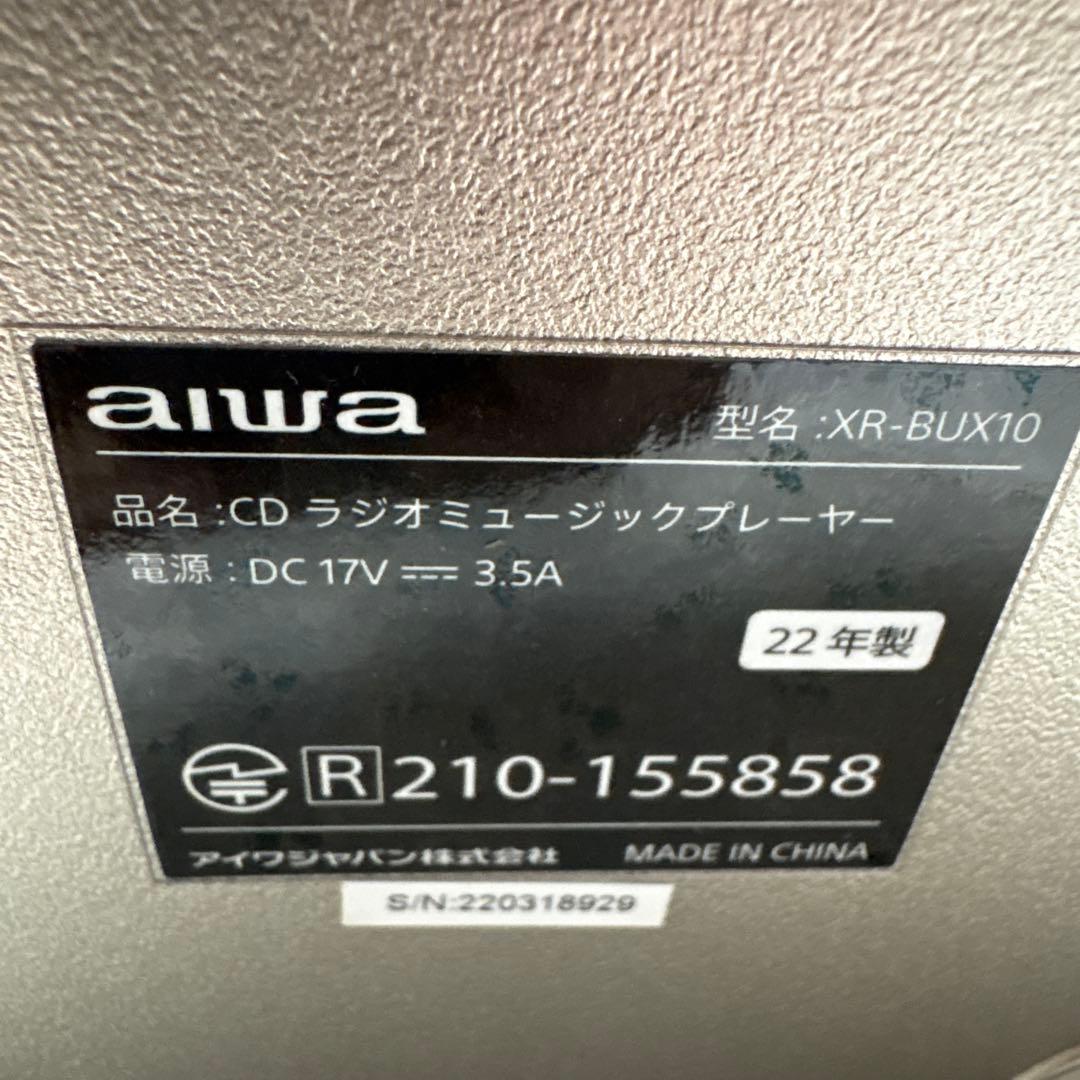 aiwa
型名 :XR-BUX10
品名 :CD ラジオミュージックプレーヤー
電源 : DC 17V ⎓ 3.5A
22 年製
R 210-155858
アイワジャパン株式会社 MADE IN CHINA
S/N:220318929